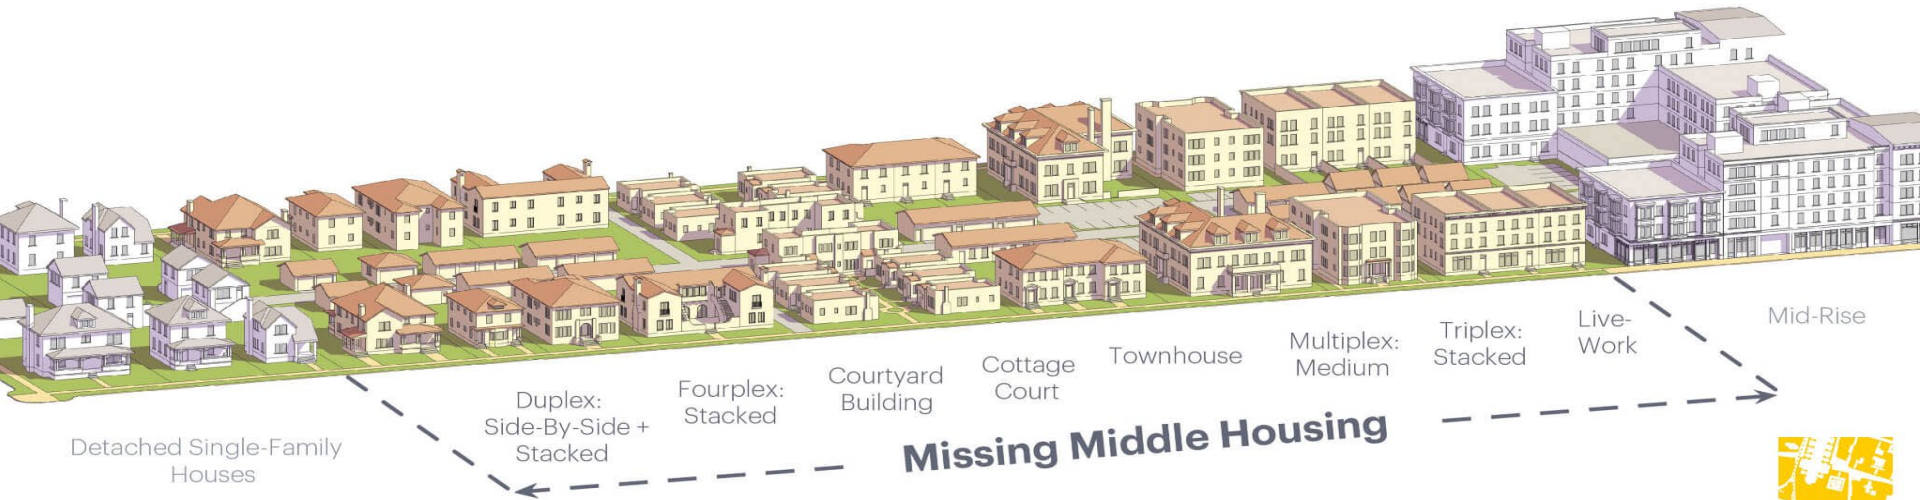 Detached Single-Family
Houses
Duplex:
Side-By-Side +
Stacked
Fourplex:
Stacked
Courtyard
Building
Cottage
Court
Townhouse
Multiplex:
Medium
Triplex:
Stacked
Live-
Work
Mid-Rise
Missing Middle Housing